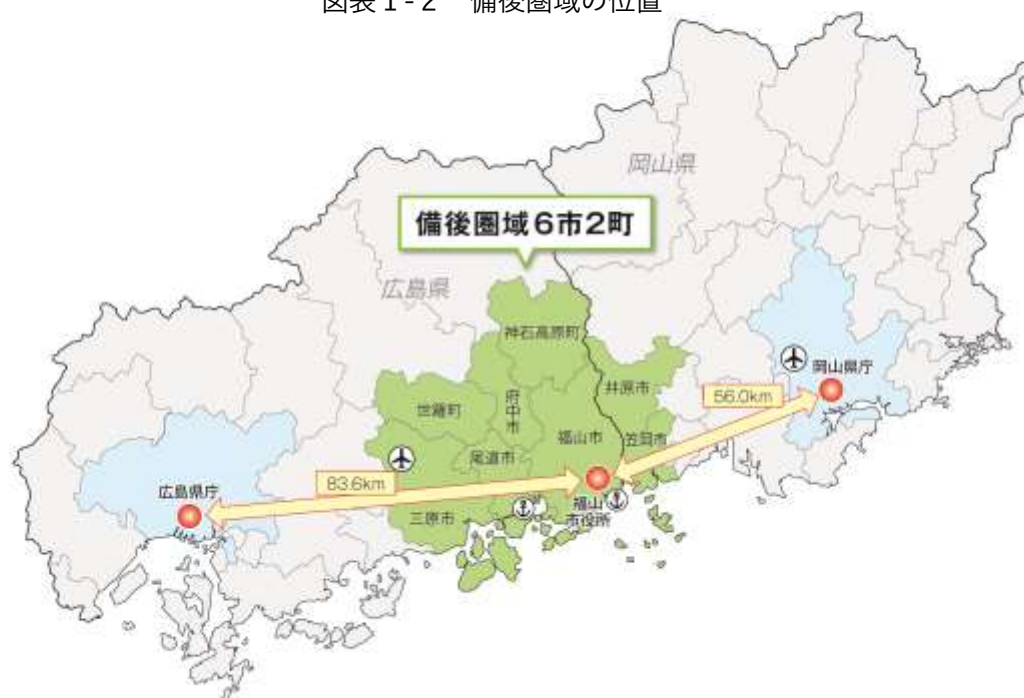 図表1-2 備後圏域の位置
岡山県
備後圏域6市2町
広島県
神石高原町
岡山県庁
井原市
56.0km
世羅町
府中市
福山市
笠岡市
尾道市
83.6km
広島県庁
三原市
福山
市役所